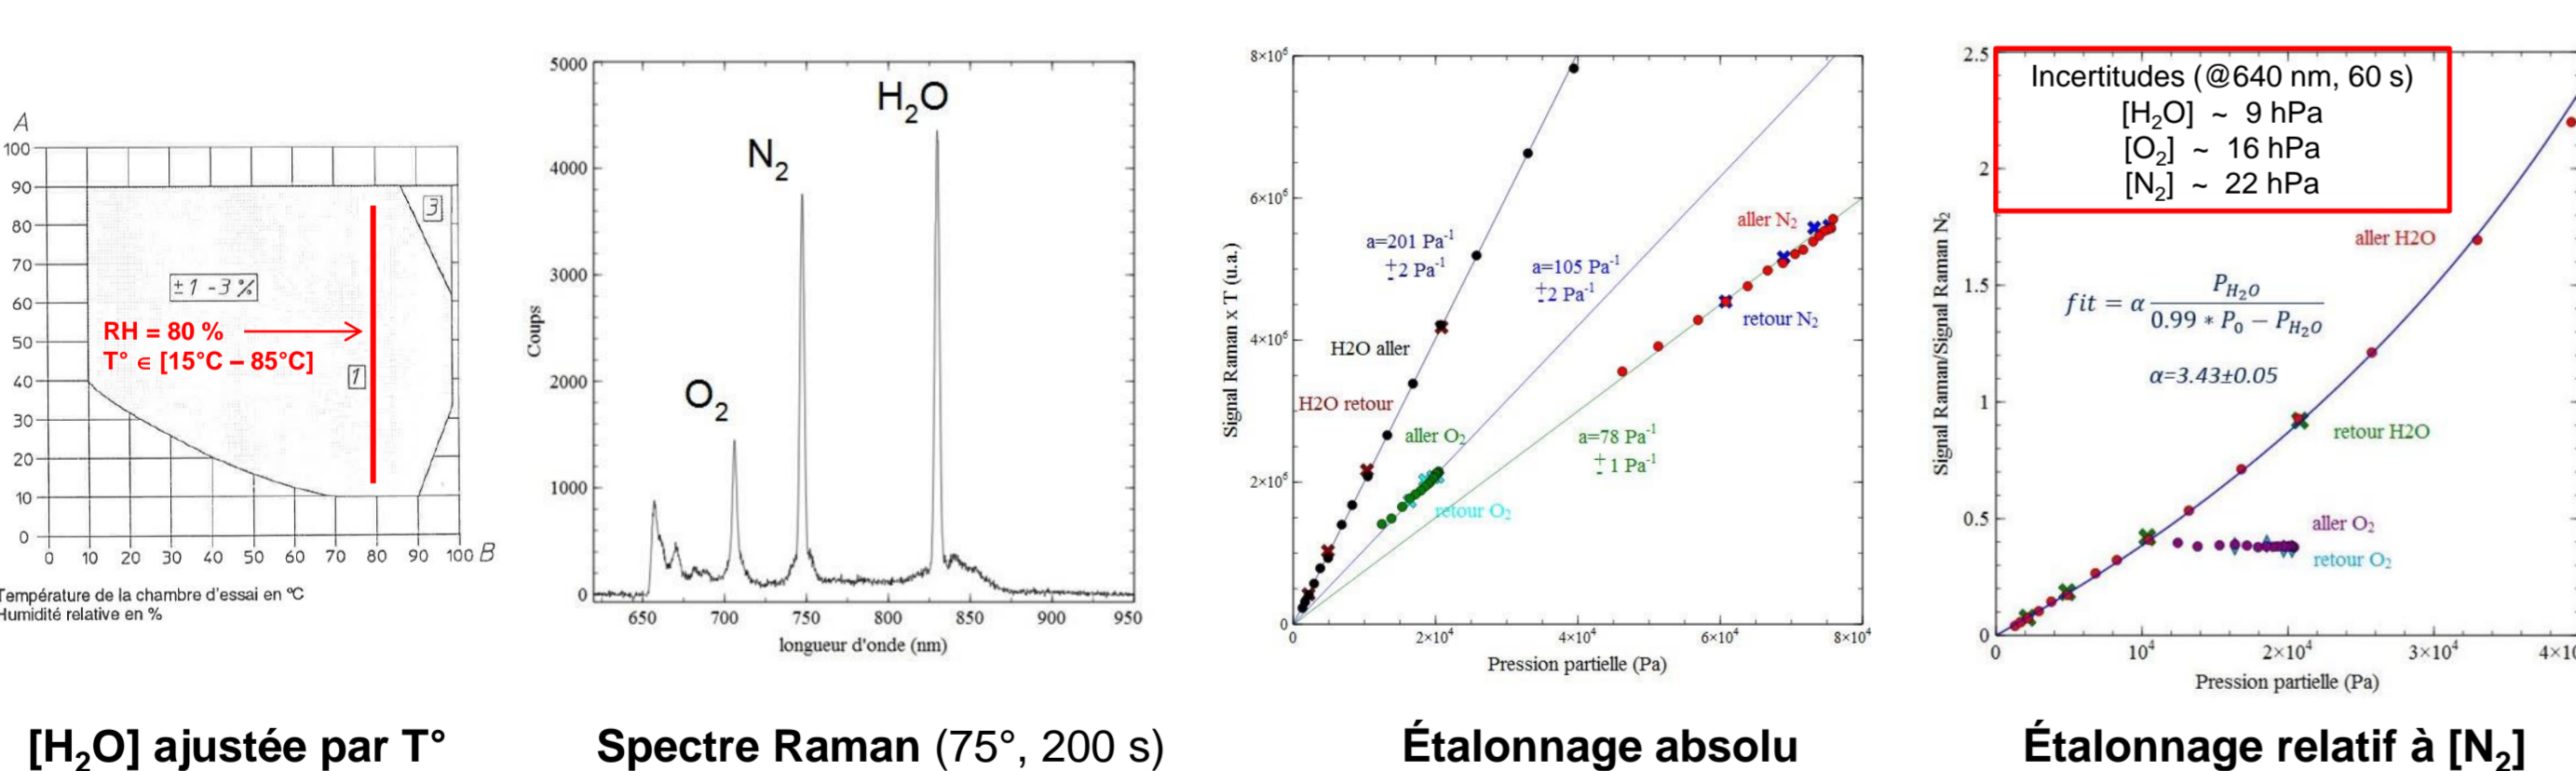 A
100
90
80
70
60
50
40
30
20
10
0
3
± 1 - 3 %
RH = 80 %
T° ∈ [15°C – 85°C]
1
0 10 20 30 40 50 60 70 80 90 100 B
Température de la chambre d'essai en °C
Humidité relative en %
[H₂O] ajustée par T°
5000
4000
3000
2000
1000
0
Coups
O₂
N₂
H₂O
650 700 750 800 850 900 950
longueur d'onde (nm)
Spectre Raman (75°, 200 s)
8×10⁶
6×10⁶
4×10⁶
2×10⁶
0
Signal Raman x T (u.a.)
a=201 Pa⁻¹
±2 Pa⁻¹
a=105 Pa⁻¹
±2 Pa⁻¹
aller N₂
retour N₂
H2O aller
H2O retour
aller O₂
a=78 Pa⁻¹
± 1 Pa⁻¹
retour O₂
0 2×10⁴ 4×10⁴ 6×10⁴ 8×10⁴
Pression partielle (Pa)
Étalonnage absolu
2.5
2
1.5
1
0.5
0
Signal Raman/Signal Raman N₂
Incertitudes (@640 nm, 60 s)
[H₂O] ~ 9 hPa
[O₂] ~ 16 hPa
[N₂] ~ 22 hPa
aller H2O
fit = α P_H₂O / 0.99 * P₀ − P_H₂O
α=3.43±0.05
retour H2O
aller O₂
retour O₂
0 10⁴ 2×10⁴ 3×10⁴
Pression partielle (Pa)
Étalonnage relatif à [N₂]